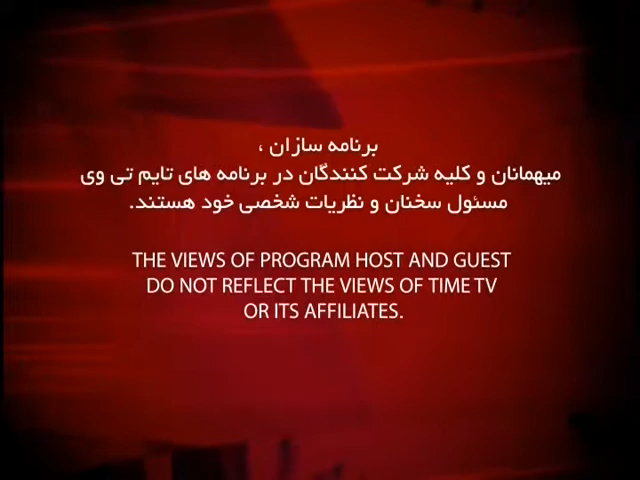 برنامه سازان ،
میهمانان و کلیه شرکت کنندگان در برنامه های تایم تی وی
مسئول سخنان و نظریات شخصی خود هستند.
THE VIEWS OF PROGRAM HOST AND GUEST
DO NOT REFLECT THE VIEWS OF TIME TV
OR ITS AFFILIATES.